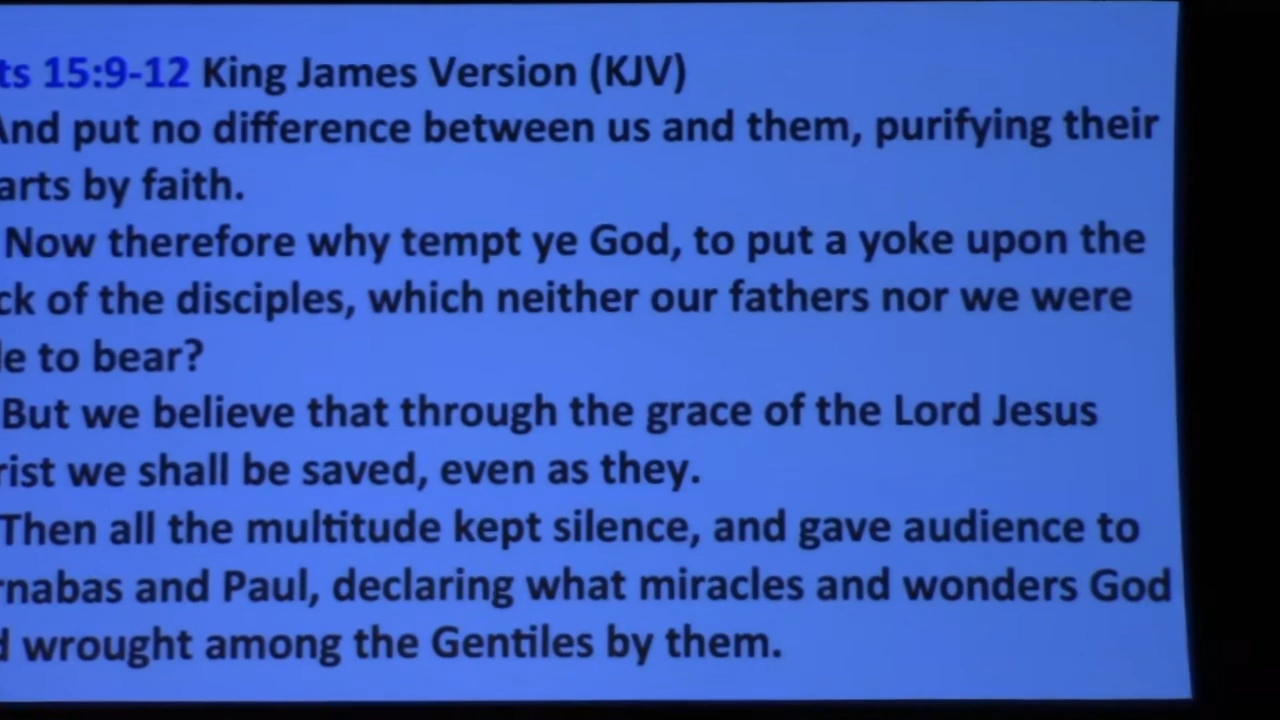 ts 15:9-12 King James Version (KJV)
And put no difference between us and them, purifying their
arts by faith.
Now therefore why tempt ye God, to put a yoke upon the
ck of the disciples, which neither our fathers nor we were
le to bear?
But we believe that through the grace of the Lord Jesus
rist we shall be saved, even as they.
Then all the multitude kept silence, and gave audience to
rnabas and Paul, declaring what miracles and wonders God
d wrought among the Gentiles by them.